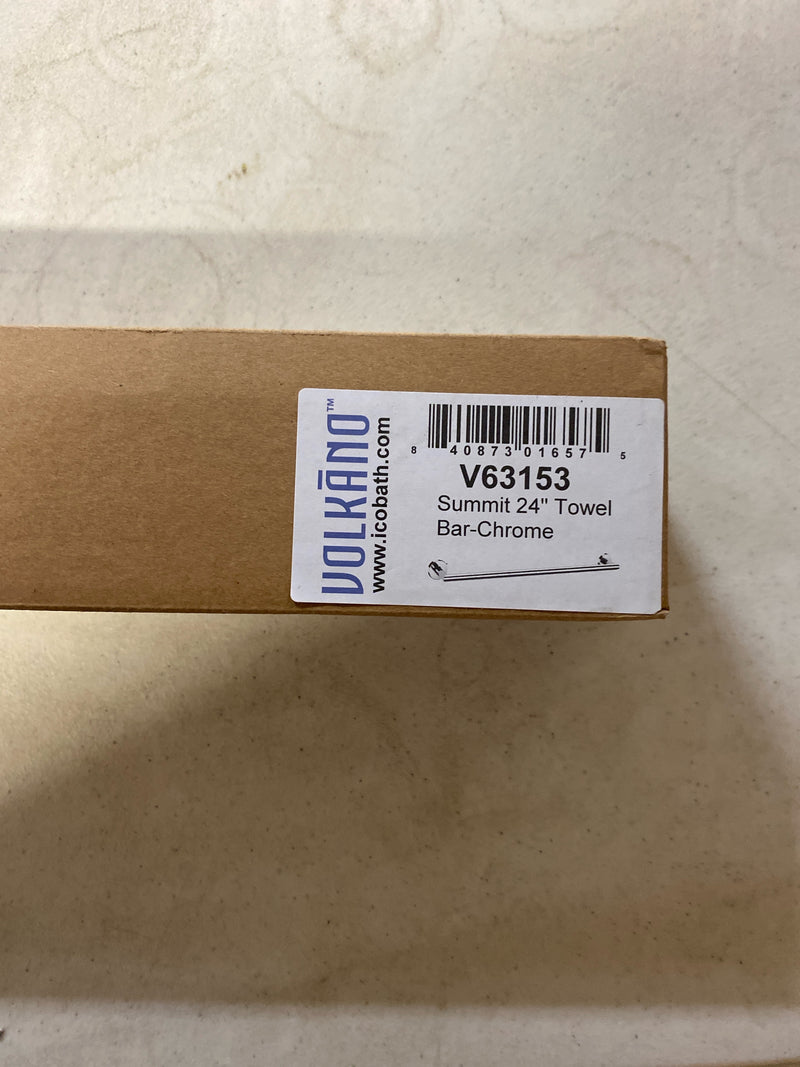 VOLKĀNO™
www.icobath.com
8 40873 01657 5
V63153
Summit 24" Towel
Bar-Chrome